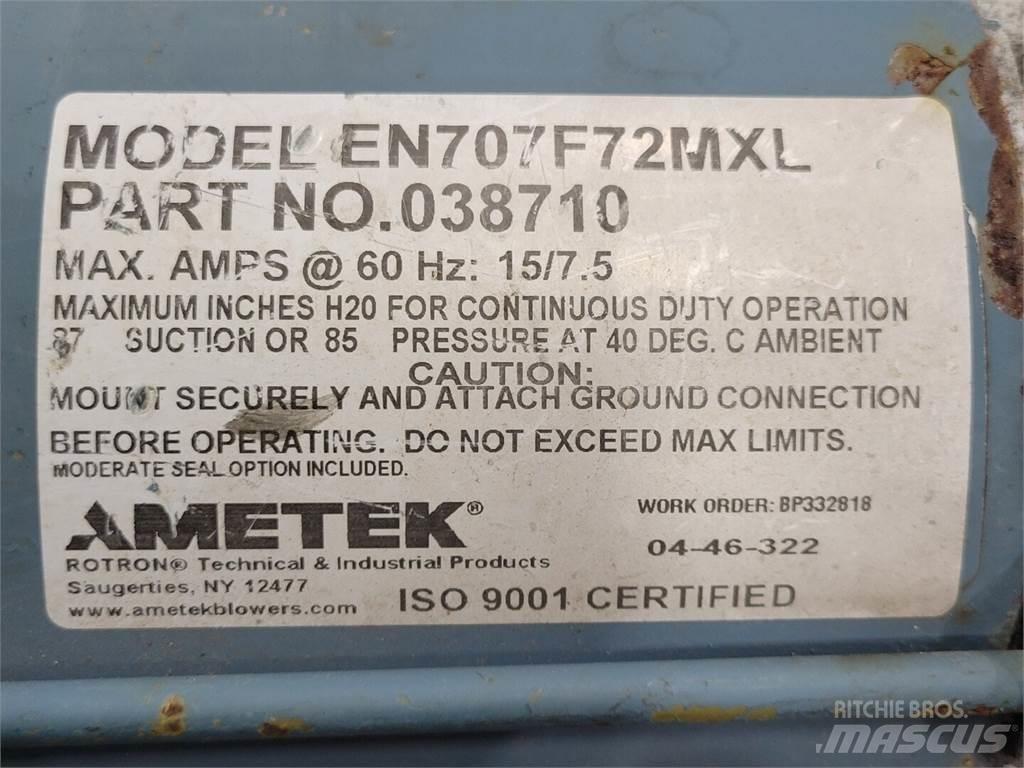 MODEL EN707F72MXL
PART NO.038710
MAX. AMPS @ 60 Hz: 15/7.5
MAXIMUM INCHES H20 FOR CONTINUOUS DUTY OPERATION
87 SUCTION OR 85 PRESSURE AT 40 DEG. C AMBIENT
CAUTION:
MOUNT SECURELY AND ATTACH GROUND CONNECTION
BEFORE OPERATING. DO NOT EXCEED MAX LIMITS.
MODERATE SEAL OPTION INCLUDED.
AMETEK®
ROTRON® Technical & Industrial Products
Saugerties, NY 12477
www.ametekblowers.com
WORK ORDER: BP332818
04-46-322
ISO 9001 CERTIFIED
RITCHIE BROS.
MASCUS